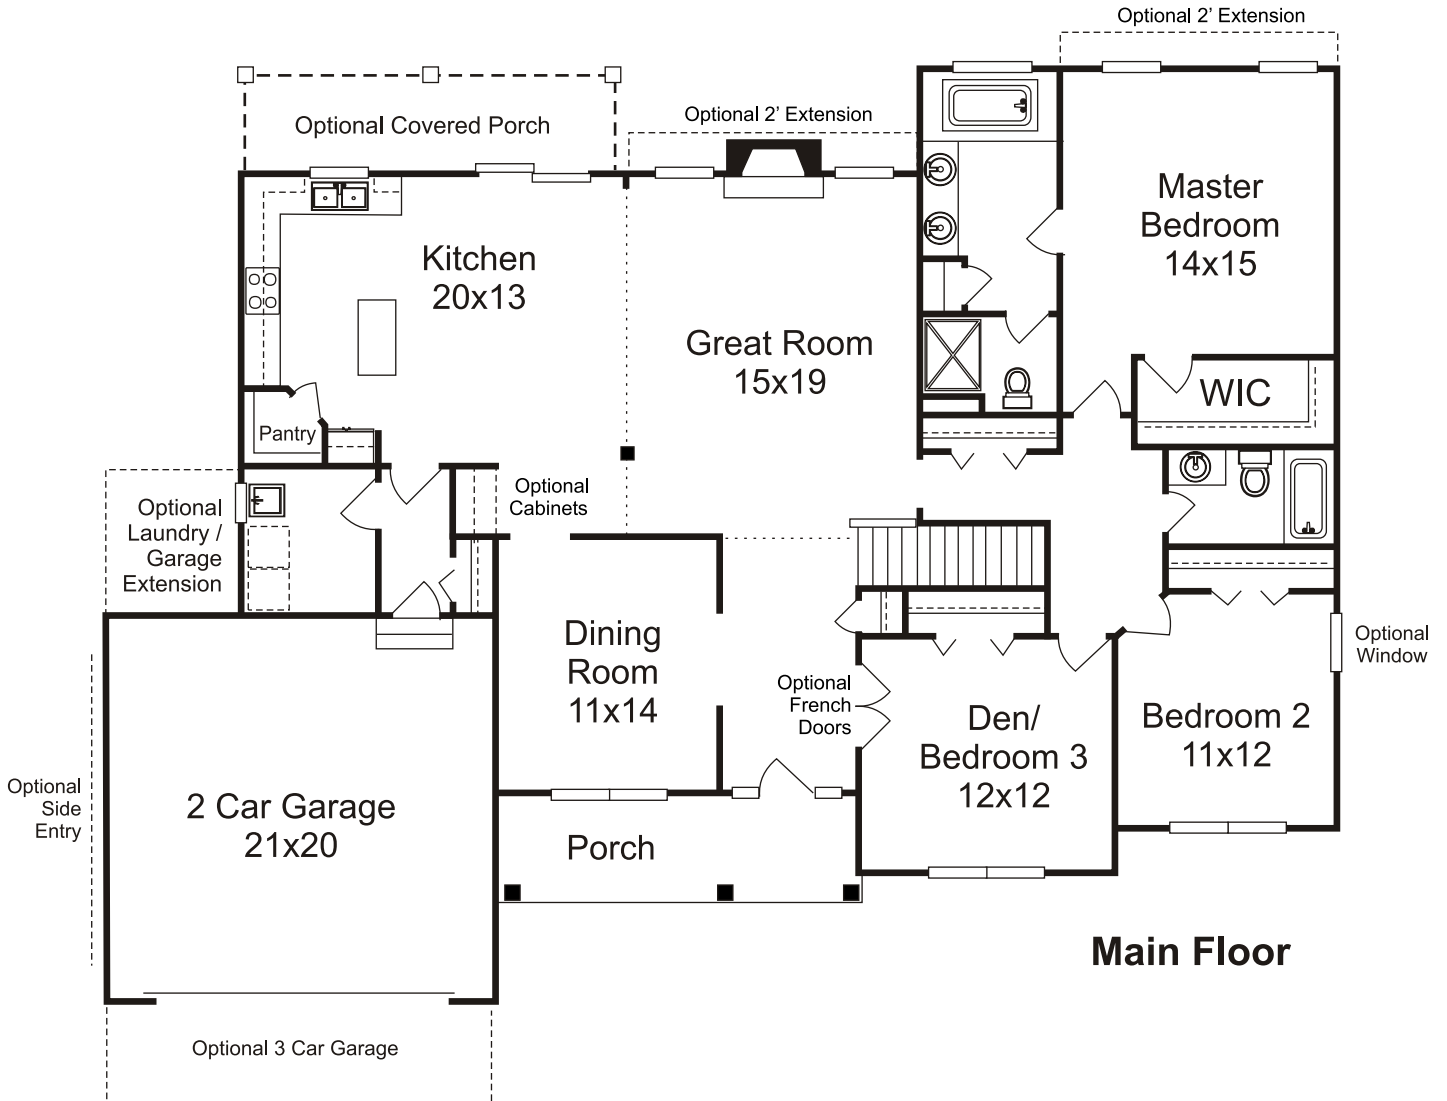 Optional 2’ Extension
Optional 2’ Extension
Optional Covered Porch
Master
Bedroom
14x15
Kitchen
20x13
Great Room
15x19
WIC
Pantry
Optional
Cabinets
Optional
Laundry /
Garage
Extension
Dining
Room
11x14
Optional
French
Doors
Den/
Bedroom 3
12x12
Bedroom 2
11x12
Optional
Window
Optional
Side
Entry
2 Car Garage
21x20
Porch
Main Floor
Optional 3 Car Garage